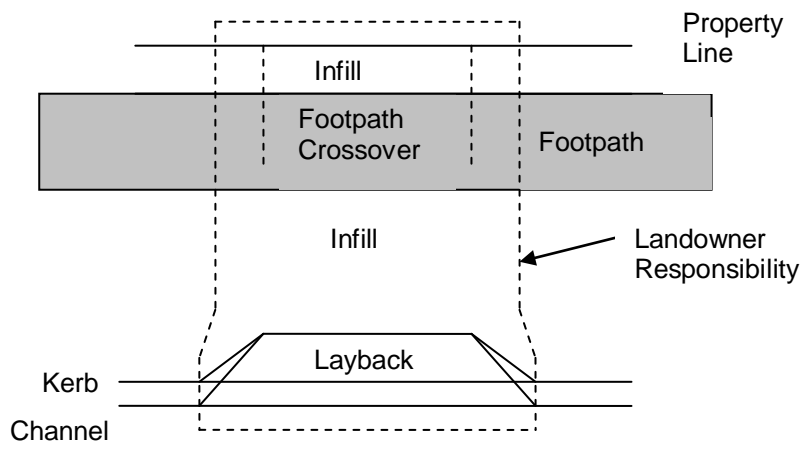 Property
Line
Infill
Footpath
Crossover
Footpath
Infill
Landowner
Responsibility
Layback
Kerb
Channel